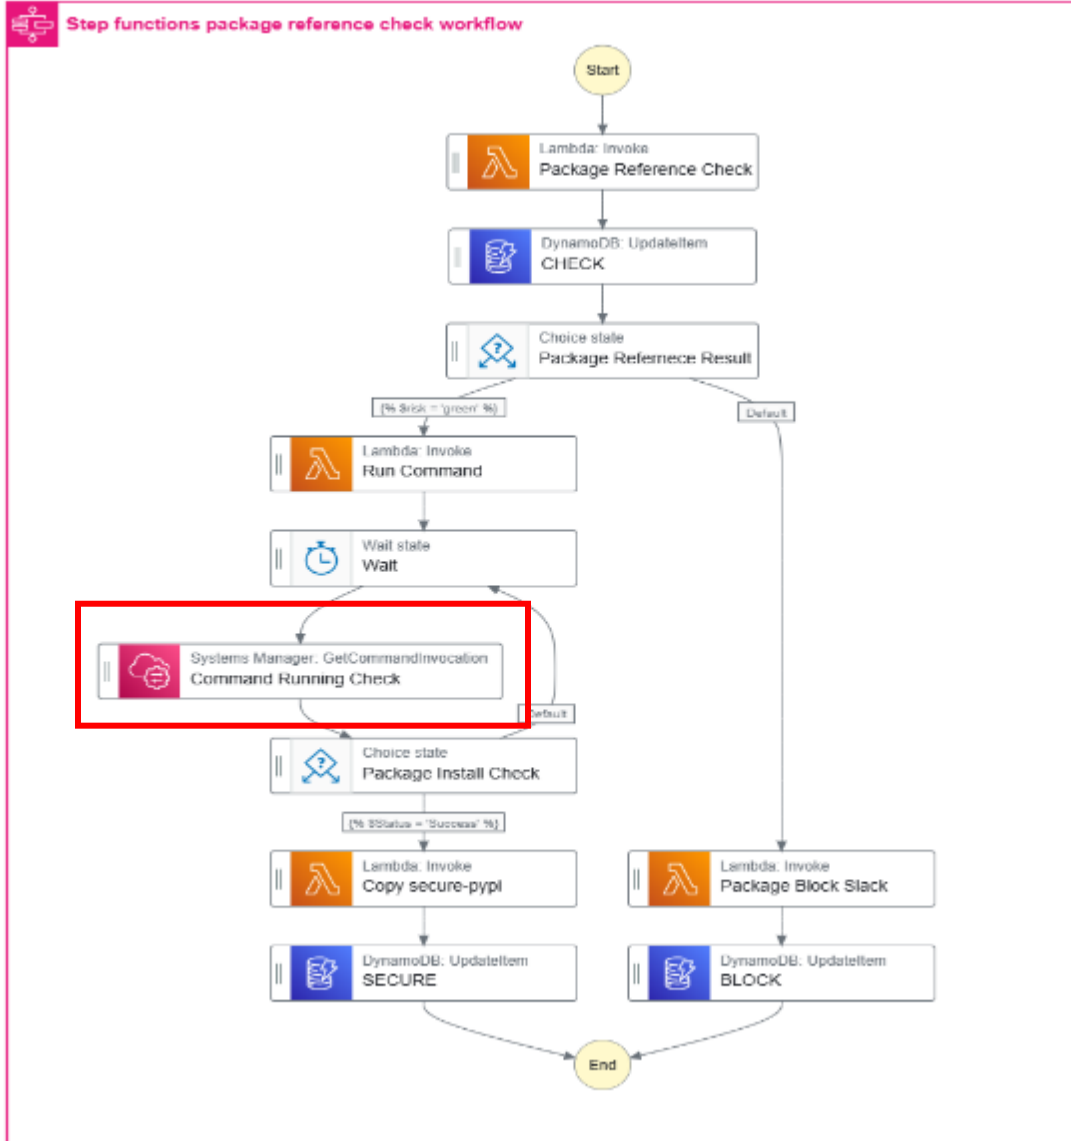 Step functions package reference check workflow
Start
Lambda: Invoke
Package Reference Check
DynamoDB: UpdateItem
CHECK
Choice state
Package Refernece Result
{% $risk = 'green' %}
Default
Lambda: Invoke
Run Command
Wait state
Wait
Systems Manager: GetCommandInvocation
Command Running Check
Default
Choice state
Package Install Check
{% $Status = 'Success' %}
Lambda: Invoke
Copy secure-pypi
Lambda: Invoke
Package Block Slack
DynamoDB: UpdateItem
SECURE
DynamoDB: UpdateItem
BLOCK
End